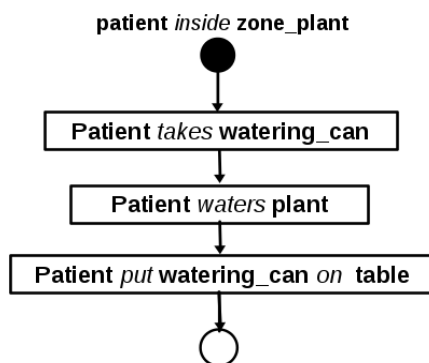 patient inside zone_plant
Patient takes watering_can
Patient waters plant
Patient put watering_can on table